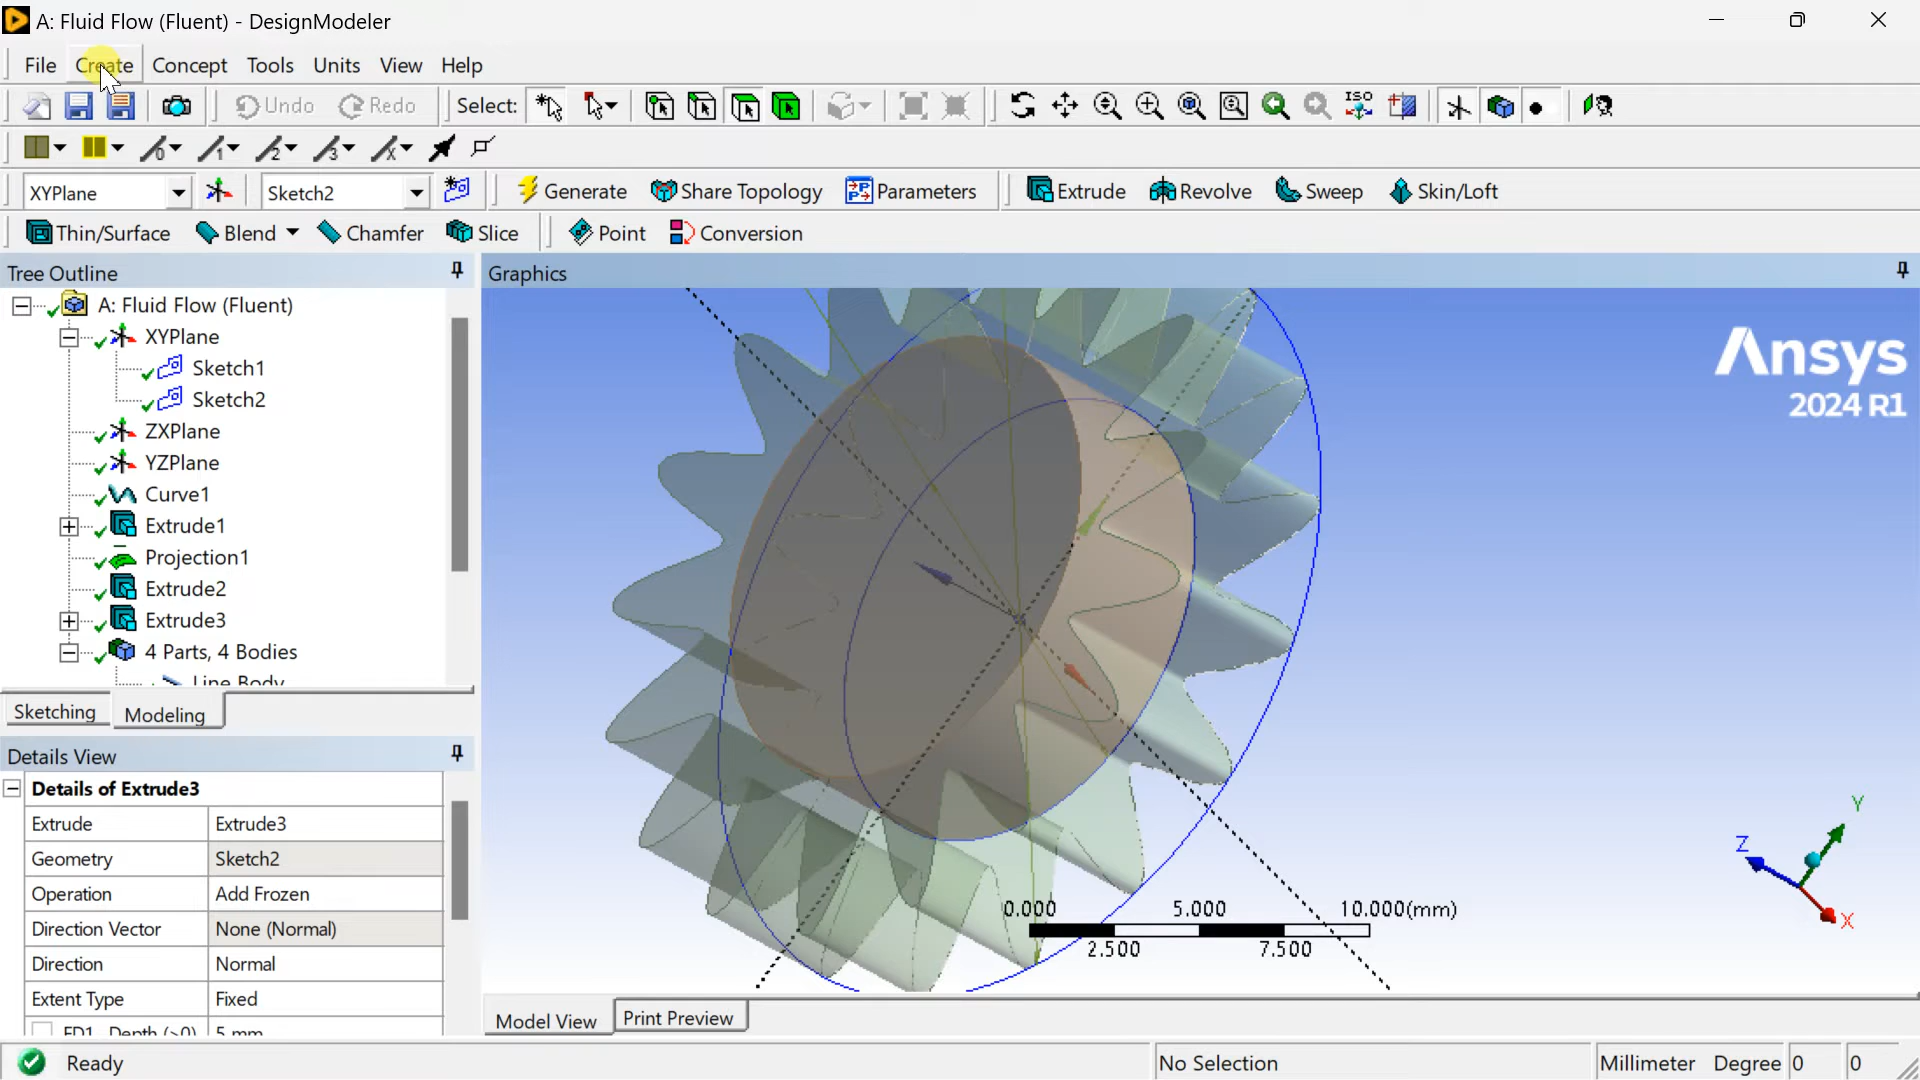 A: Fluid Flow (Fluent) - DesignModeler
File Create Concept Tools Units View Help
Undo Redo Select: ISO
0 1 2 3 x
XYPlane Sketch2 Generate Share Topology Parameters Extrude Revolve Sweep Skin/Loft
Thin/Surface Blend Chamfer Slice Point Conversion
Tree Outline
A: Fluid Flow (Fluent)
XYPlane
Sketch1
Sketch2
ZXPlane
YZPlane
Curve1
Extrude1
Projection1
Extrude2
Extrude3
4 Parts, 4 Bodies
Line Body
Sketching Modeling
Details View
Details of Extrude3
Extrude Extrude3
Geometry Sketch2
Operation Add Frozen
Direction Vector None (Normal)
Direction Normal
Extent Type Fixed
FD1, Depth (>0) 5 mm
Graphics
Ansys
2024 R1
0.000 5.000 10.000(mm)
2.500 7.500
Y
Z
X
Model View Print Preview
Ready No Selection Millimeter Degree 0 0